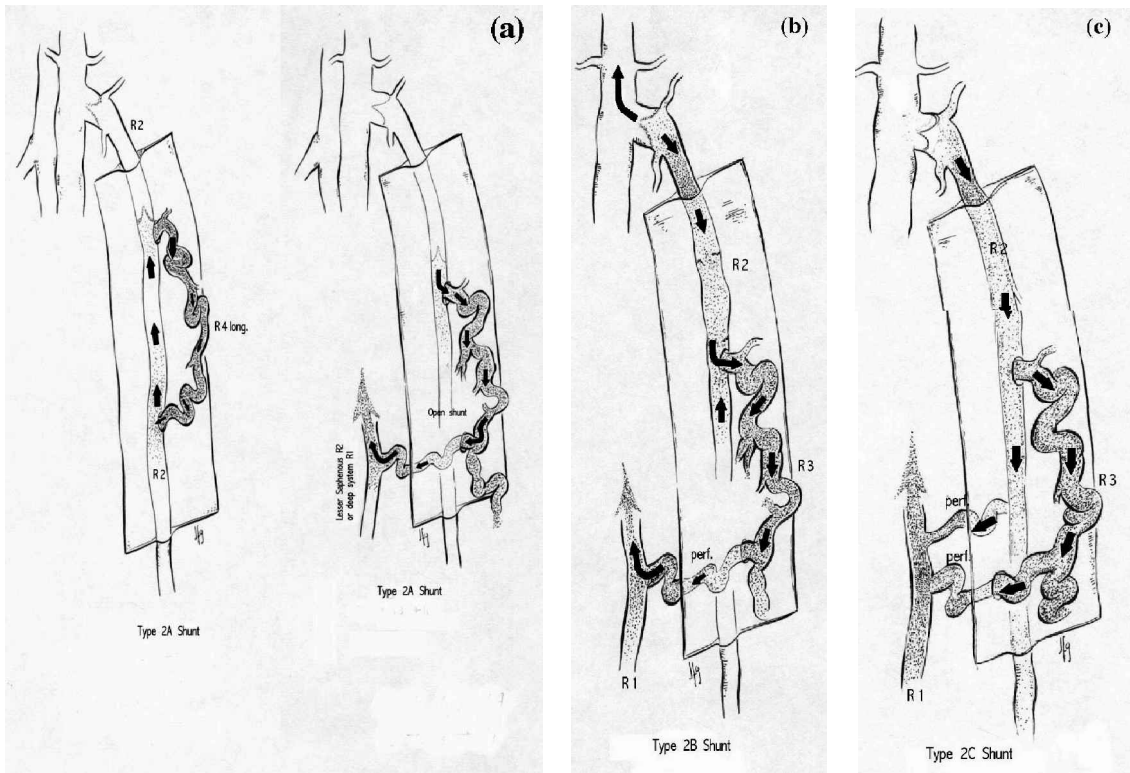 (a)
R2
R4 long.
R2
Type 2A Shunt
Open shunt
Lesser Saphenous R2
or deep system R1
Type 2A Shunt
(b)
R2
R3
perf.
R1
Type 2B Shunt
(c)
R2
R3
perf.
perf.
R1
Type 2C Shunt